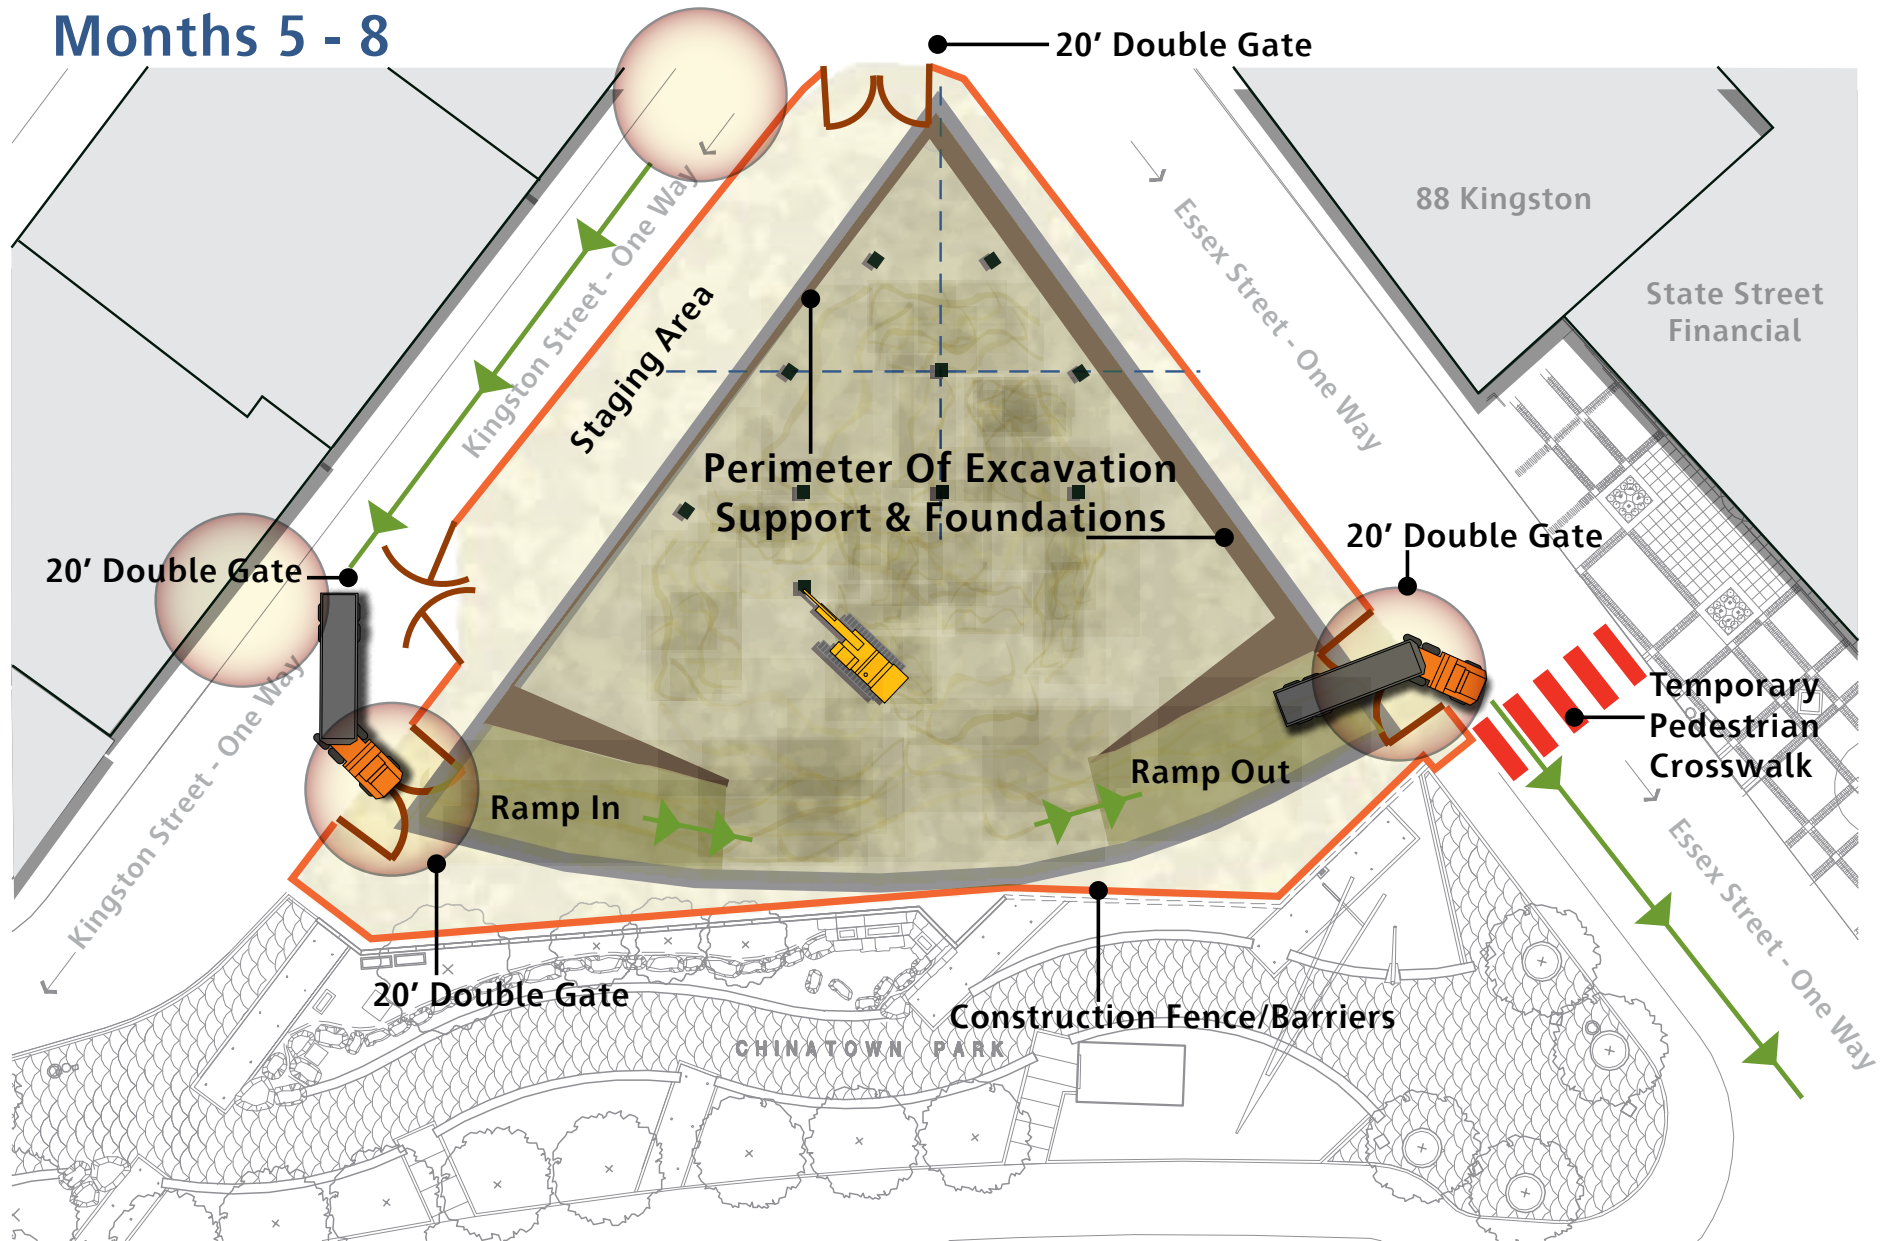 Months 5 - 8
20’ Double Gate
88 Kingston
State Street
Financial
Kingston Street - One Way
Essex Street - One Way
Staging Area
Perimeter Of Excavation
Support & Foundations
20’ Double Gate
20’ Double Gate
Temporary
Pedestrian
Crosswalk
Ramp In
Ramp Out
Kingston Street - One Way
Essex Street - One Way
20’ Double Gate
Construction Fence/Barriers
CHINATOWN PARK